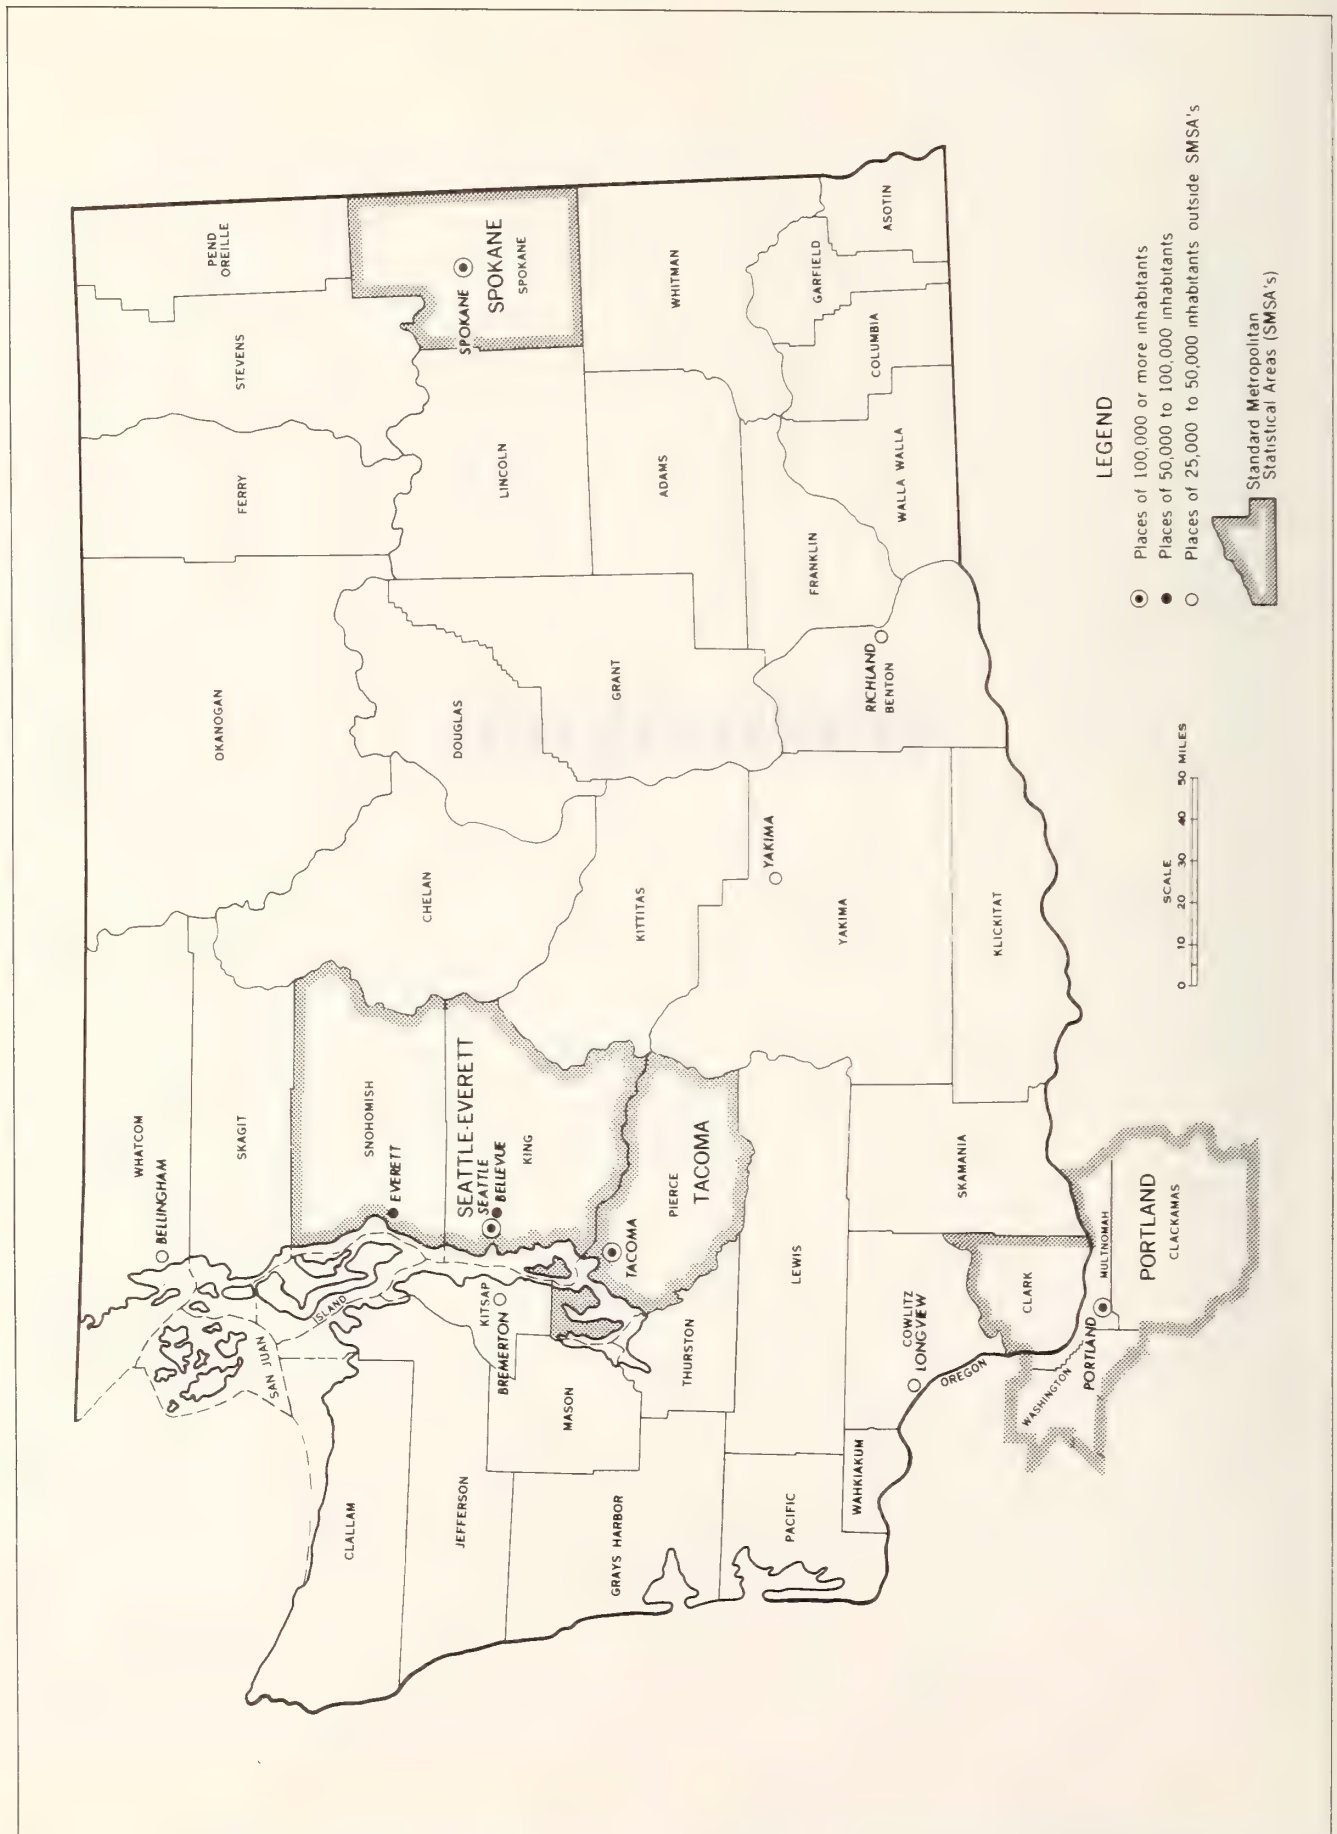 WHATCOM
BELLINGHAM
SAN JUAN
SKAGIT
ISLAND
OKANOGAN
FERRY
STEVENS
PEND
OREILLE
CLALLAM
SNOHOMISH
EVERETT
CHELAN
DOUGLAS
JEFFERSON
KITSAP
BREMERTON
SEATTLE-EVERETT
SEATTLE
BELLEVUE
KING
LINCOLN
SPOKANE
SPOKANE
SPOKANE
MASON
GRAYS HARBOR
TACOMA
PIERCE
TACOMA
KITTITAS
GRANT
ADAMS
WHITMAN
THURSTON
PACIFIC
LEWIS
YAKIMA
YAKIMA
FRANKLIN
RICHLAND
BENTON
WALLA WALLA
COLUMBIA
GARFIELD
ASOTIN
WAHKIAKUM
COWLITZ
LONGVIEW
SKAMANIA
KLICKITAT
CLARK
OREGON
WASHINGTON
PORTLAND
MULTNOMAH
PORTLAND
CLACKAMAS
SCALE
0 10 20 30 40 50 MILES
LEGEND
Places of 100,000 or more inhabitants
Places of 50,000 to 100,000 inhabitants
Places of 25,000 to 50,000 inhabitants outside SMSA's
Standard Metropolitan
Statistical Areas (SMSA's)